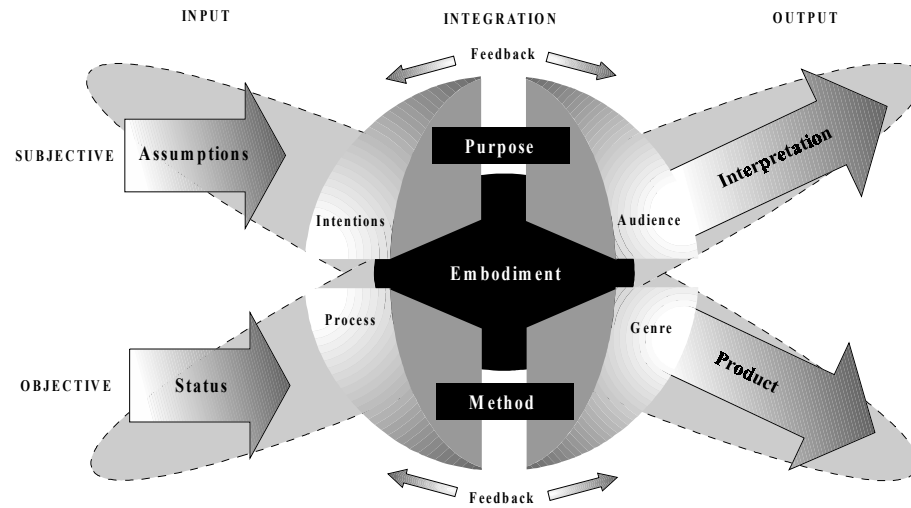 INPUT
INTEGRATION
OUTPUT
Feedback
SUBJECTIVE
Assumptions
Purpose
Interpretation
Intentions
Audience
Embodiment
Process
Genre
OBJECTIVE
Status
Method
Product
Feedback